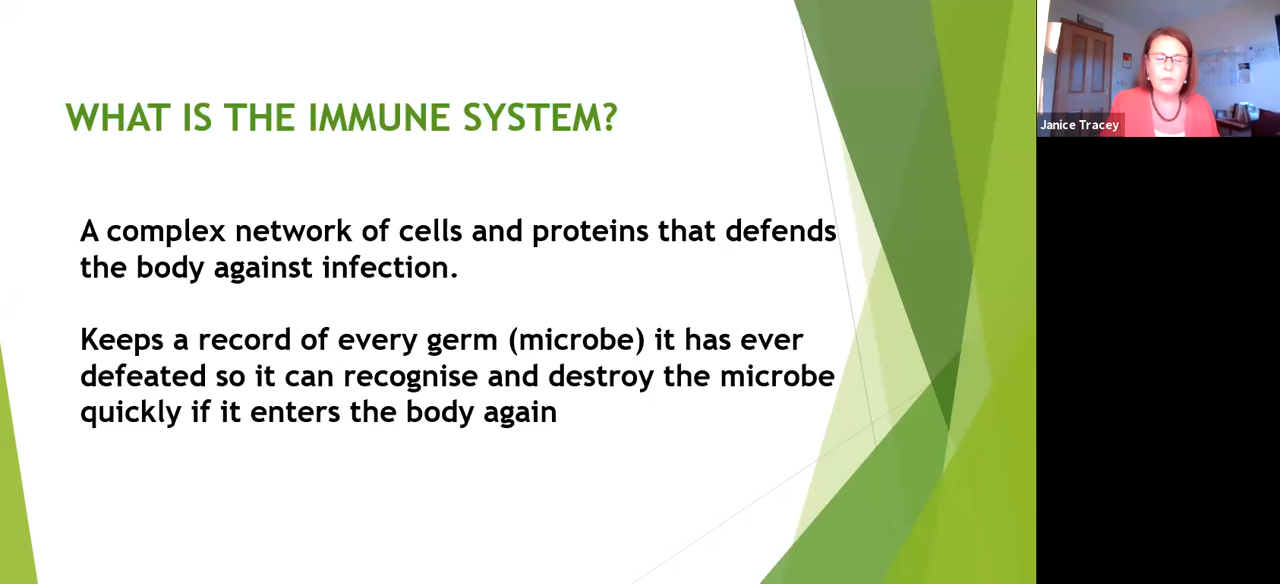 WHAT IS THE IMMUNE SYSTEM?
A complex network of cells and proteins that defends
the body against infection.
Keeps a record of every germ (microbe) it has ever
defeated so it can recognise and destroy the microbe
quickly if it enters the body again
Janice Tracey